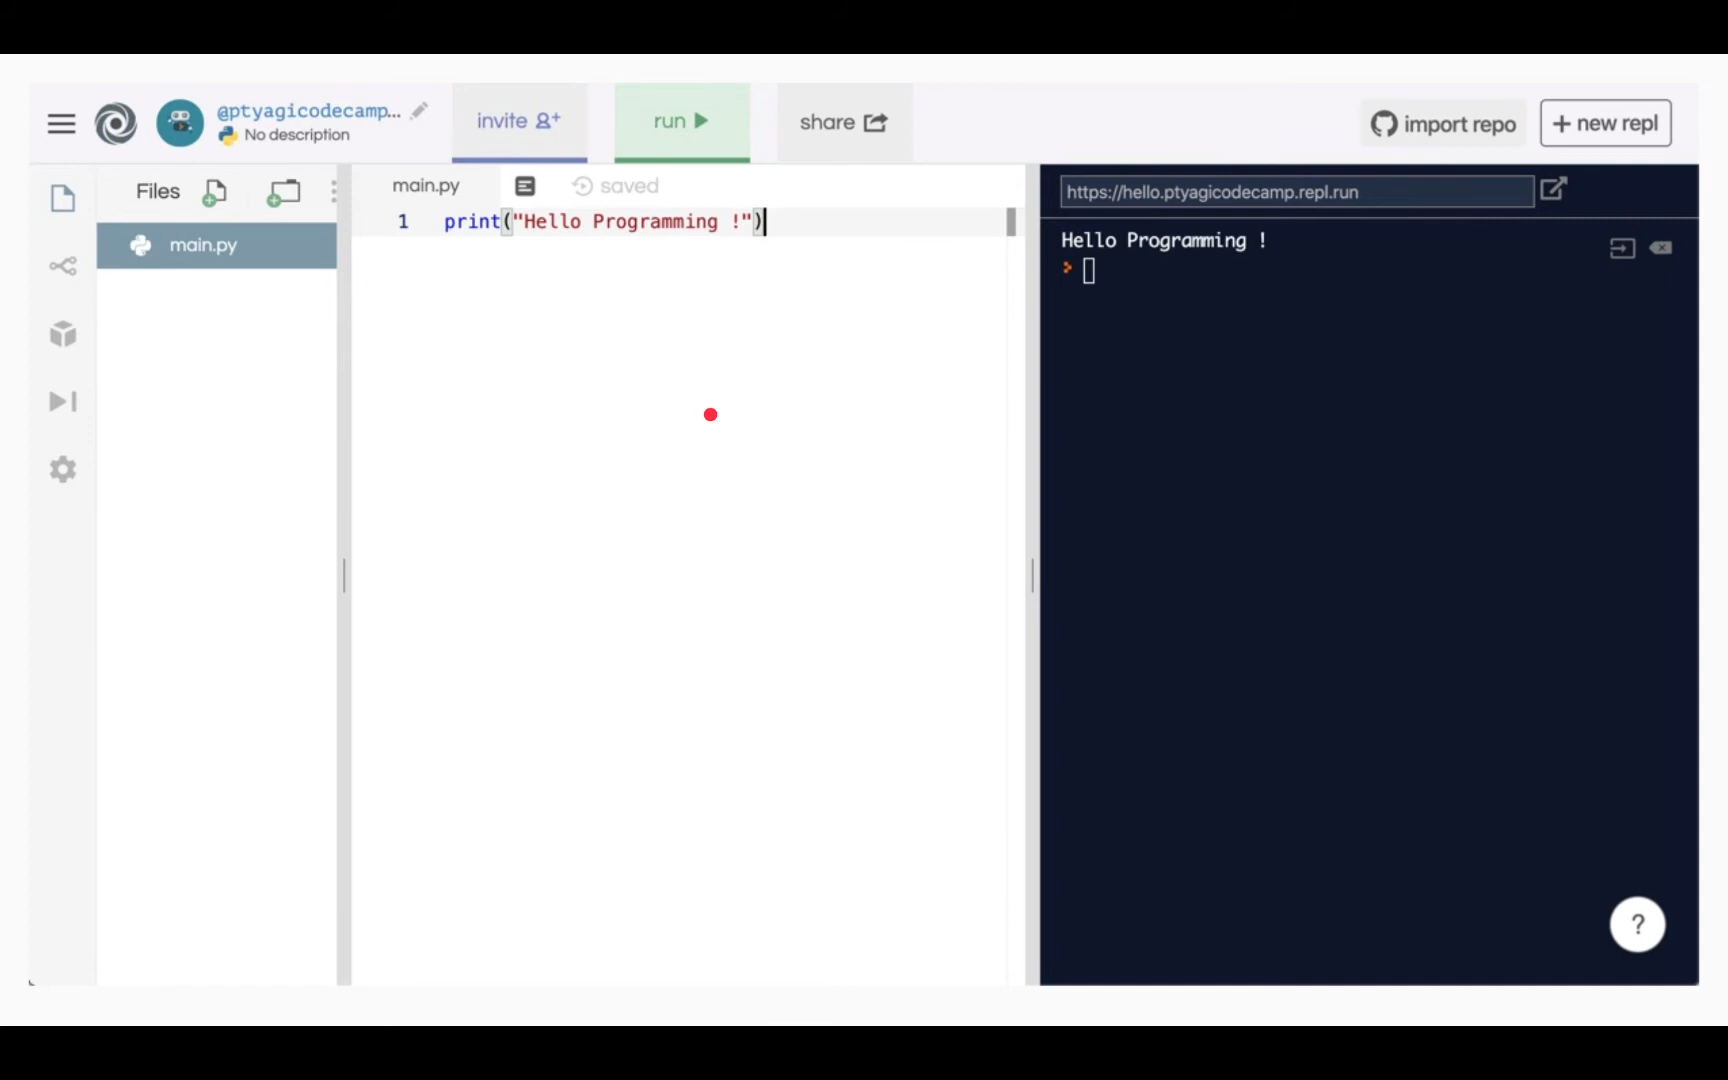 @ptyagicodecamp...
No description
invite
run
share
import repo
+ new repl
Files
main.py
main.py
saved
1 print("Hello Programming !")
https://hello.ptyagicodecamp.repl.run
Hello Programming !
>
?